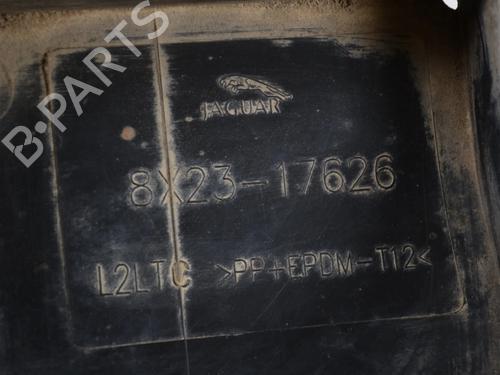 B-PARTS
JAGUAR
8X23-17626
L2LTC >PP+EPDM-T12<